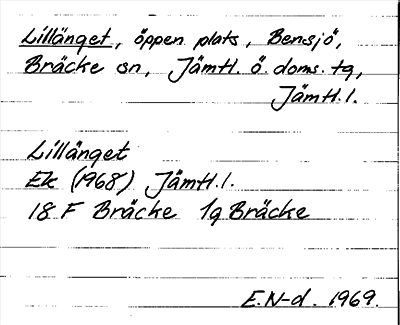 Lillänget, öppen plats, Bensjö,
Bräcke sn, Jämtl. ö. doms. tg,
Jämtl. l.
Lillänget
Ek (1968) Jämtl. l.
18 F Bräcke 1g Bräcke
E. N-d. 1969.